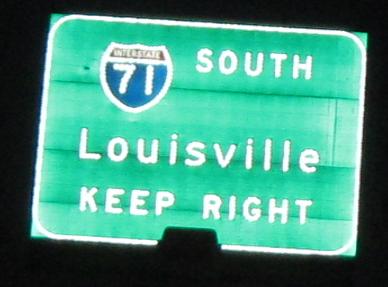 INTERSTATE
71 SOUTH
Louisville
KEEP RIGHT